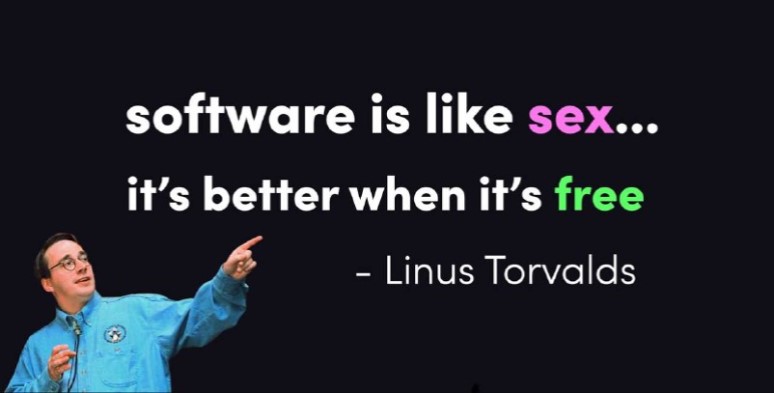 software is like sex...
it's better when it's free
- Linus Torvalds